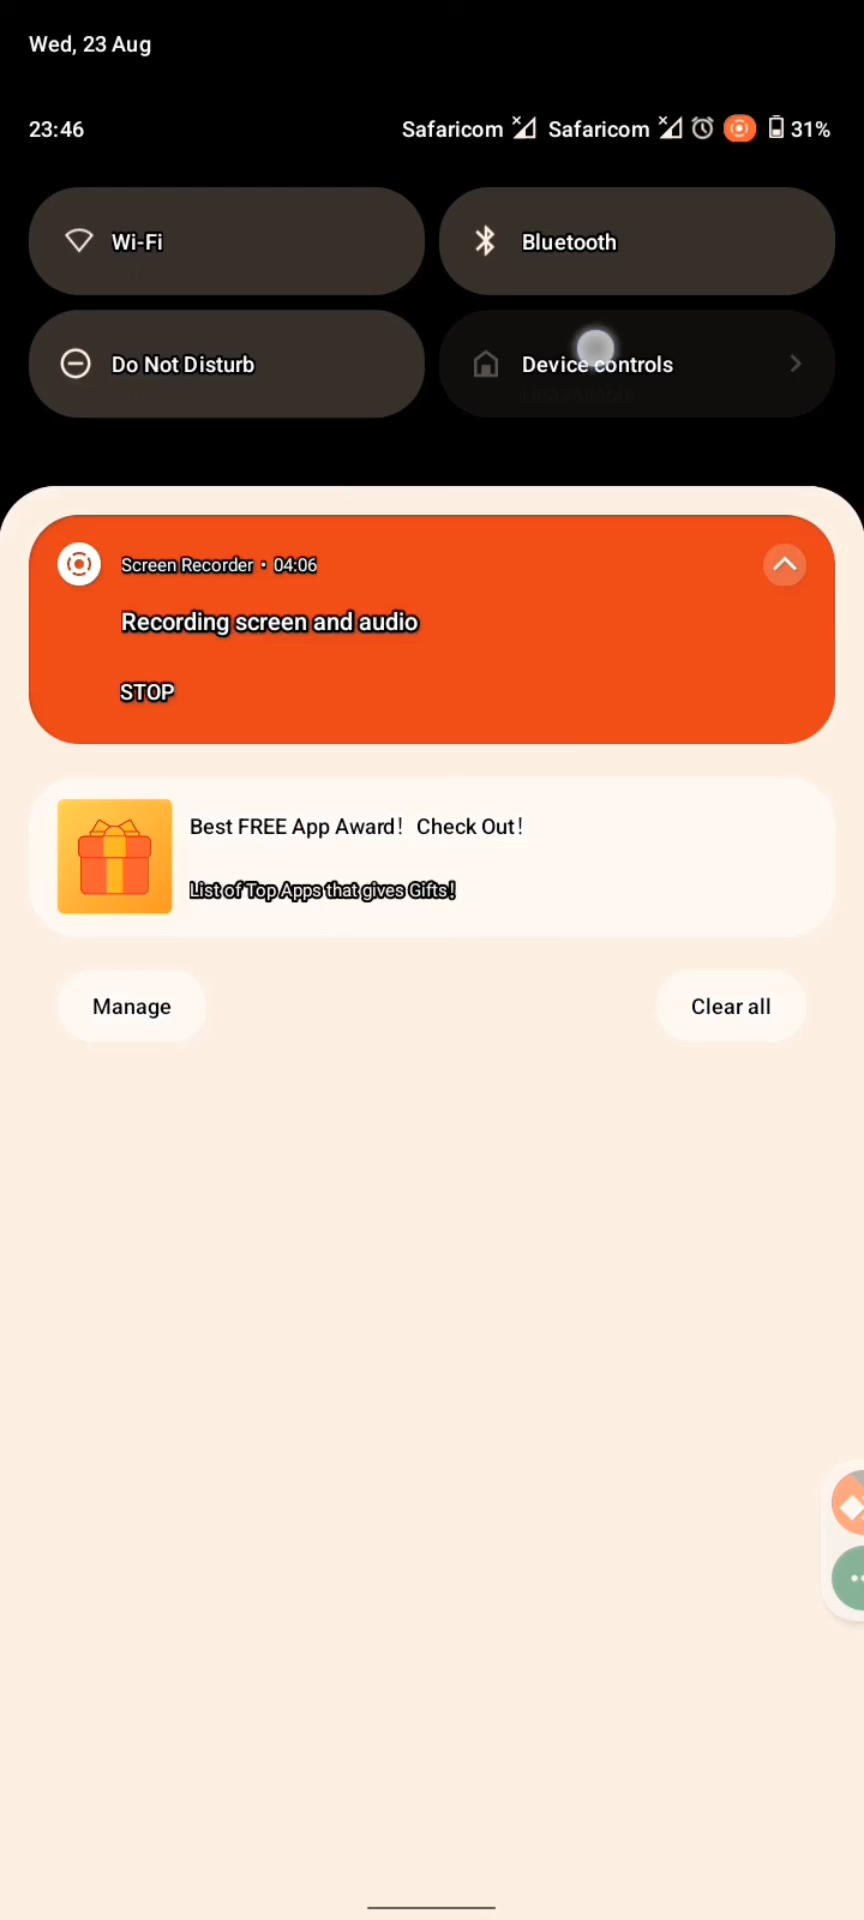 Wed, 23 Aug
23:46 Safaricom Safaricom 31%
Wi-Fi Bluetooth
Do Not Disturb Device controls
Unavailable
Screen Recorder • 04:06
Recording screen and audio
STOP
Best FREE App Award! Check Out!
List of Top Apps that gives Gifts!
Manage Clear all